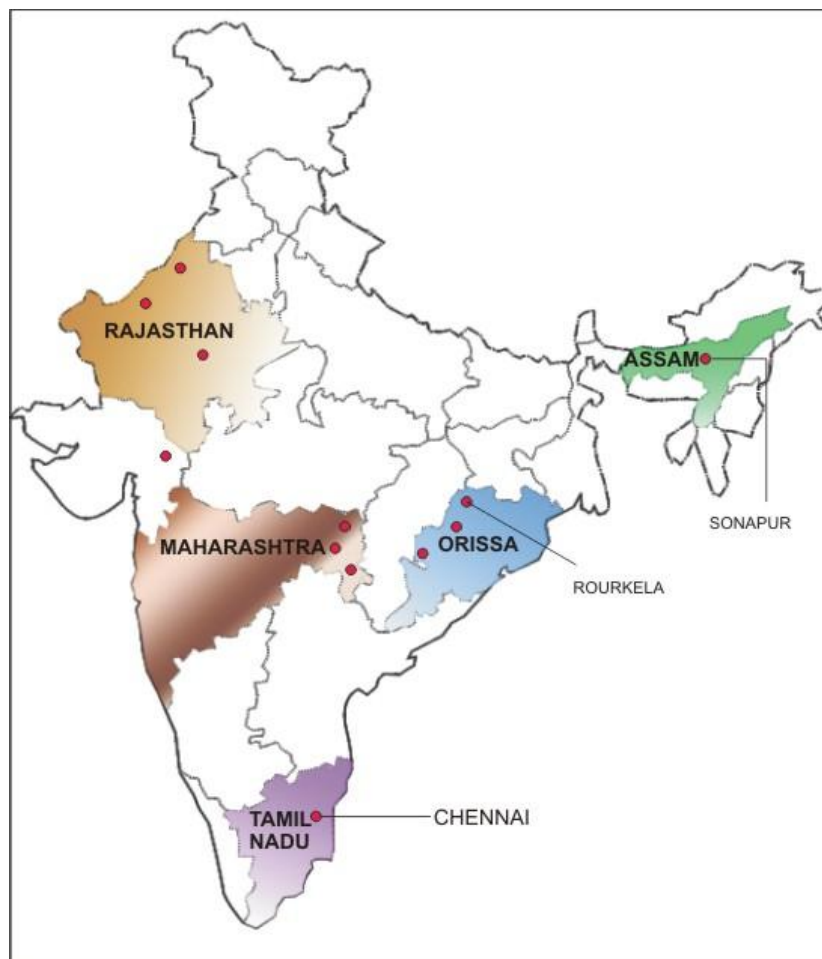 RAJASTHAN
ASSAM
SONAPUR
MAHARASHTRA
ORISSA
ROURKELA
TAMIL
NADU
CHENNAI